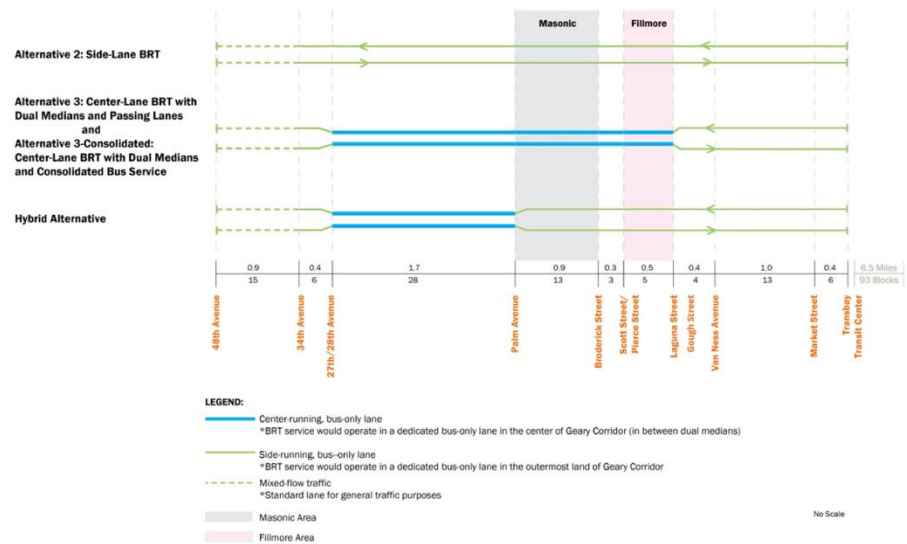 Masonic Fillmore
Alternative 2: Side-Lane BRT
Alternative 3: Center-Lane BRT with
Dual Medians and Passing Lanes
and
Alternative 3-Consolidated:
Center-Lane BRT with Dual Medians
and Consolidated Bus Service
Hybrid Alternative
0.9 0.4 1.7 0.9 0.3 0.5 0.4 1.0 0.4 6.5 Miles
15 6 28 13 3 5 4 13 6 93 Blocks
48th Avenue
34th Avenue
27th/28th Avenue
Palm Avenue
Broderick Street
Scott Street/
Pierce Street
Laguna Street
Gough Street
Van Ness Avenue
Market Street
Transbay
Transit Center
LEGEND:
Center-running, bus-only lane
*BRT service would operate in a dedicated bus-only lane in the center of Geary Corridor (in between dual medians)
Side-running, bus--only lane
*BRT service would operate in a dedicated bus-only lane in the outermost land of Geary Corridor
Mixed-flow traffic
*Standard lane for general traffic purposes
Masonic Area
No Scale
Fillmore Area